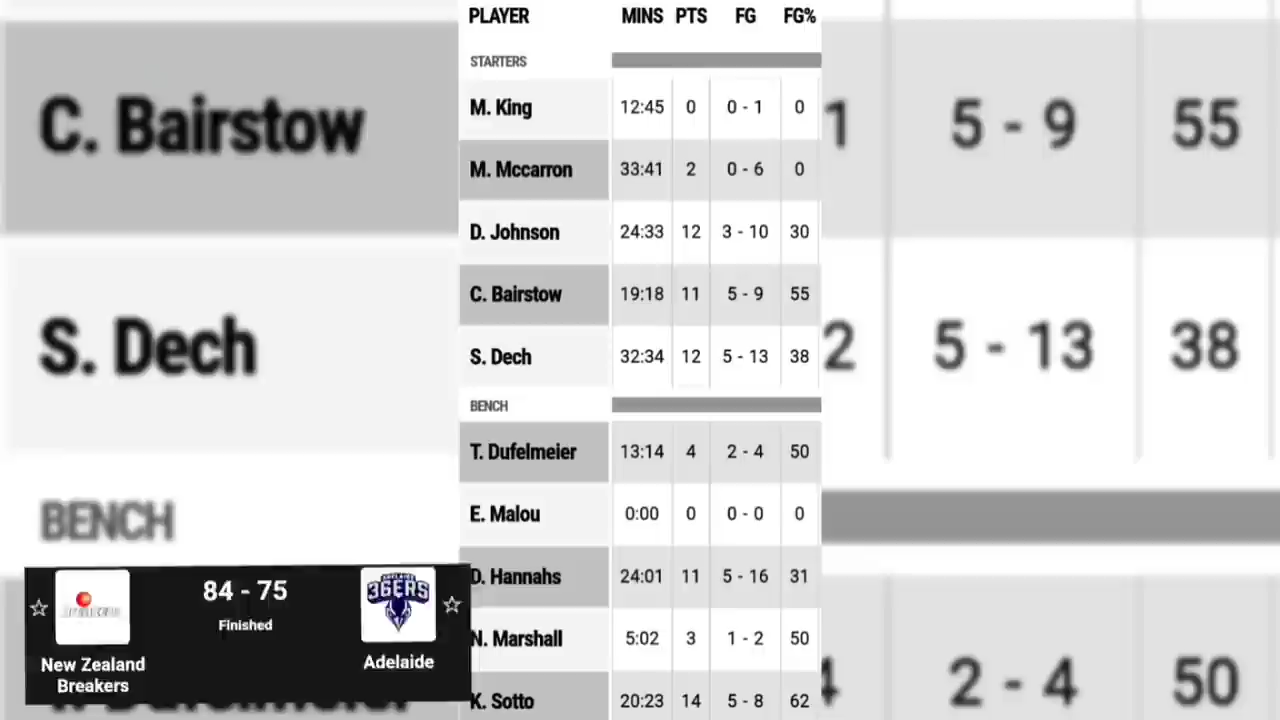 PLAYER MINS PTS FG FG%
STARTERS
M. King 12:45 0 0 - 1 0
M. Mccarron 33:41 2 0 - 6 0
D. Johnson 24:33 12 3 - 10 30
C. Bairstow 19:18 11 5 - 9 55
S. Dech 32:34 12 5 - 13 38
BENCH
T. Dufelmeier 13:14 4 2 - 4 50
E. Malou 0:00 0 0 - 0 0
D. Hannahs 24:01 11 5 - 16 31
N. Marshall 5:02 3 1 - 2 50
K. Sotto 20:23 14 5 - 8 62
C. Bairstow
S. Dech
BENCH
1 5 - 9 55
2 5 - 13 38
4 2 - 4 50
84 - 75
Finished
ADELAIDE
36ERS
New Zealand
Breakers
Adelaide